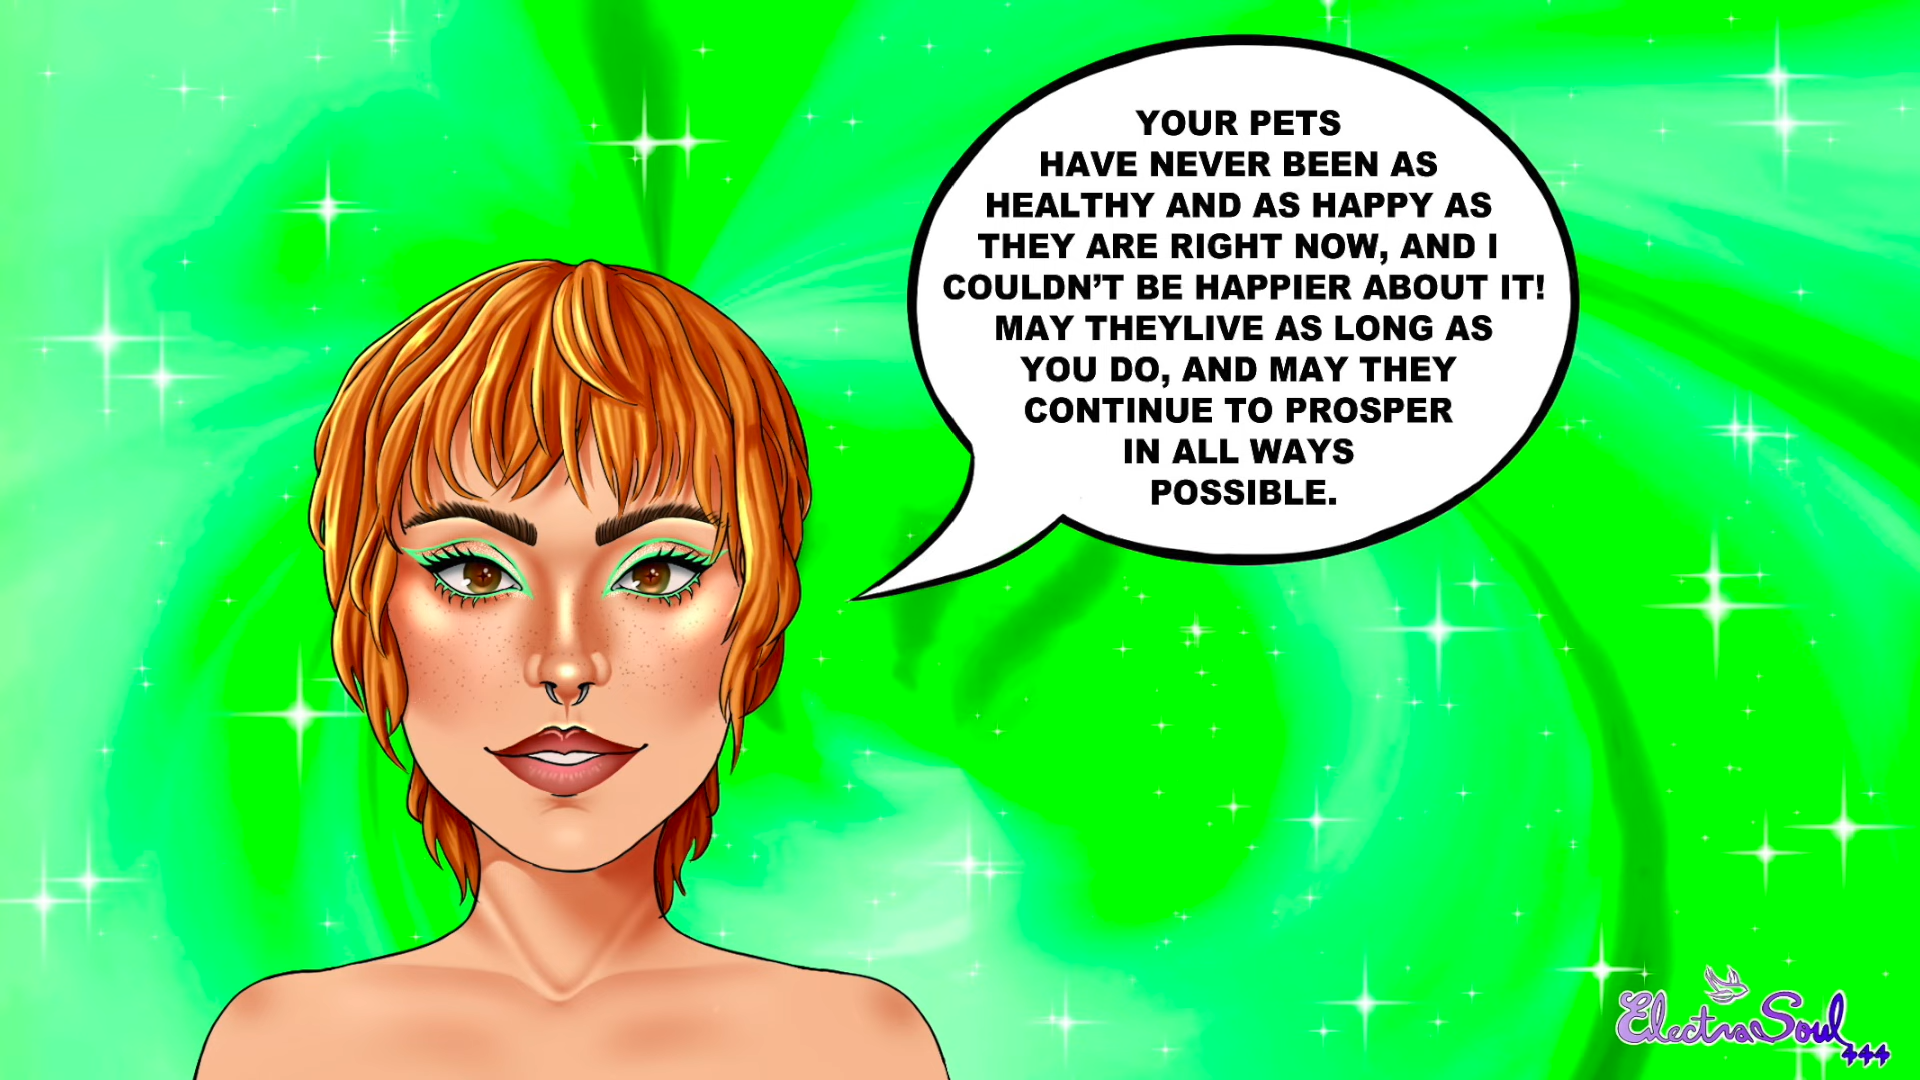 YOUR PETS
HAVE NEVER BEEN AS
HEALTHY AND AS HAPPY AS
THEY ARE RIGHT NOW, AND I
COULDN’T BE HAPPIER ABOUT IT!
MAY THEYLIVE AS LONG AS
YOU DO, AND MAY THEY
CONTINUE TO PROSPER
IN ALL WAYS
POSSIBLE.
ElectraSoul
444